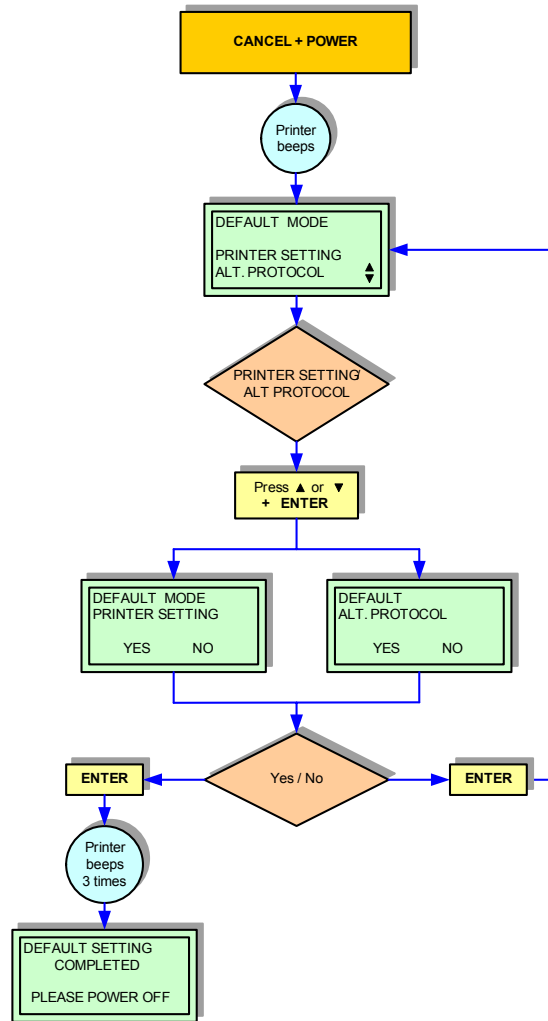 CANCEL + POWER
Printer
beeps
DEFAULT MODE
PRINTER SETTING
ALT. PROTOCOL ▲
▼
PRINTER SETTING/
ALT PROTOCOL
Press ▲ or ▼
+ ENTER
DEFAULT MODE
PRINTER SETTING
YES NO
DEFAULT
ALT. PROTOCOL
YES NO
Yes / No
ENTER
ENTER
Printer
beeps
3 times
DEFAULT SETTING
COMPLETED
PLEASE POWER OFF